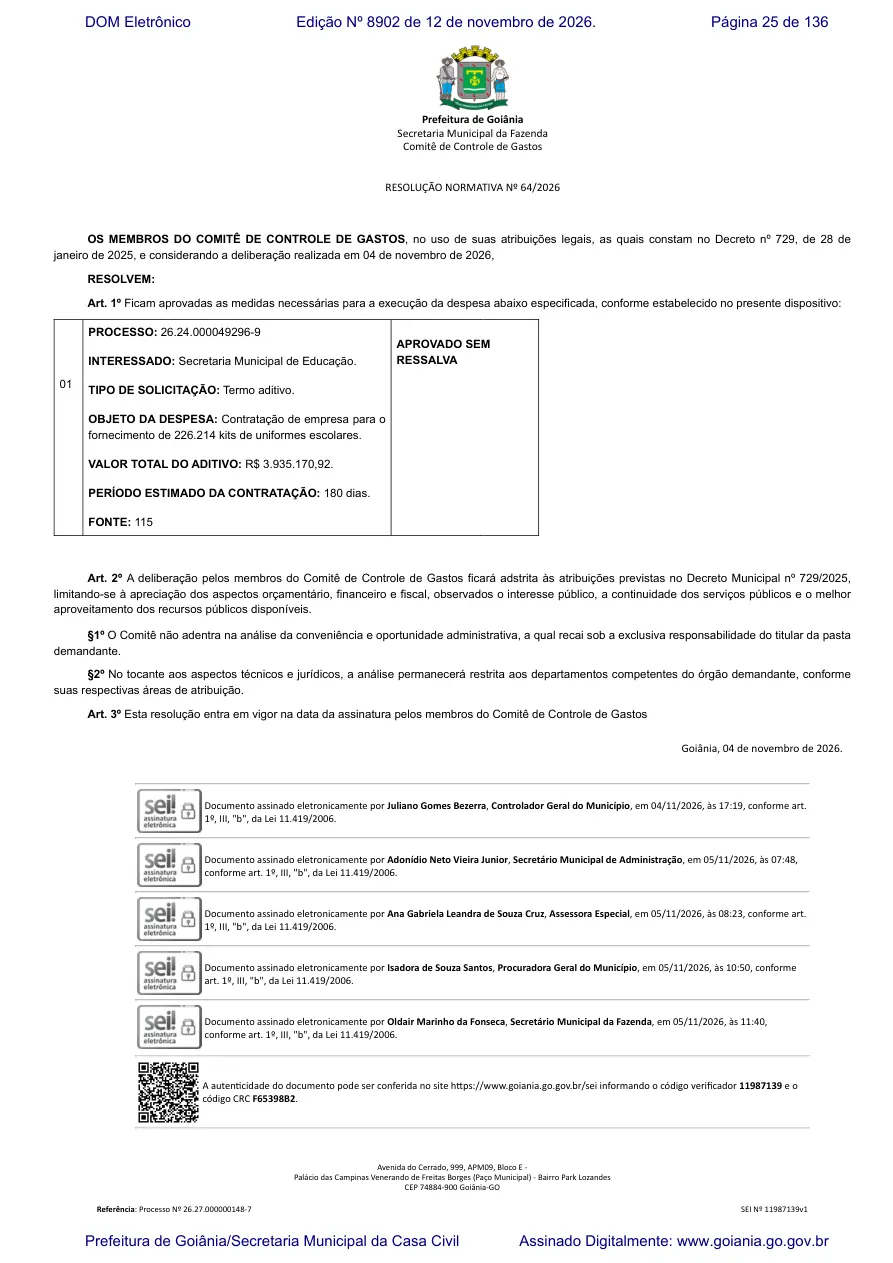 DOM Eletrônico Edição Nº 8902 de 12 de novembro de 2026. Página 25 de 136
Prefeitura de Goiânia
Secretaria Municipal da Fazenda
Comitê de Controle de Gastos
RESOLUÇÃO NORMATIVA Nº 64/2026
OS MEMBROS DO COMITÊ DE CONTROLE DE GASTOS, no uso de suas atribuições legais, as quais constam no Decreto nº 729, de 28 de
janeiro de 2025, e considerando a deliberação realizada em 04 de novembro de 2026,
RESOLVEM:
Art. 1º Ficam aprovadas as medidas necessárias para a execução da despesa abaixo especificada, conforme estabelecido no presente dispositivo:
01
PROCESSO: 26.24.000049296-9
INTERESSADO: Secretaria Municipal de Educação.
TIPO DE SOLICITAÇÃO: Termo aditivo.
OBJETO DA DESPESA: Contratação de empresa para o
fornecimento de 226.214 kits de uniformes escolares.
VALOR TOTAL DO ADITIVO: R$ 3.935.170,92.
PERÍODO ESTIMADO DA CONTRATAÇÃO: 180 dias.
FONTE: 115
APROVADO SEM
RESSALVA
Art. 2º A deliberação pelos membros do Comitê de Controle de Gastos ficará adstrita às atribuições previstas no Decreto Municipal nº 729/2025,
limitando-se à apreciação dos aspectos orçamentário, financeiro e fiscal, observados o interesse público, a continuidade dos serviços públicos e o melhor
aproveitamento dos recursos públicos disponíveis.
§1º O Comitê não adentra na análise da conveniência e oportunidade administrativa, a qual recai sob a exclusiva responsabilidade do titular da pasta
demandante.
§2º No tocante aos aspectos técnicos e jurídicos, a análise permanecerá restrita aos departamentos competentes do órgão demandante, conforme
suas respectivas áreas de atribuição.
Art. 3º Esta resolução entra em vigor na data da assinatura pelos membros do Comitê de Controle de Gastos
Goiânia, 04 de novembro de 2026.
sei!
assinatura
eletrônica
Documento assinado eletronicamente por Juliano Gomes Bezerra, Controlador Geral do Município, em 04/11/2026, às 17:19, conforme art.
1º, III, "b", da Lei 11.419/2006.
sei!
assinatura
eletrônica
Documento assinado eletronicamente por Adonídio Neto Vieira Junior, Secretário Municipal de Administração, em 05/11/2026, às 07:48,
conforme art. 1º, III, "b", da Lei 11.419/2006.
sei!
assinatura
eletrônica
Documento assinado eletronicamente por Ana Gabriela Leandra de Souza Cruz, Assessora Especial, em 05/11/2026, às 08:23, conforme art.
1º, III, "b", da Lei 11.419/2006.
sei!
assinatura
eletrônica
Documento assinado eletronicamente por Isadora de Souza Santos, Procuradora Geral do Município, em 05/11/2026, às 10:50, conforme
art. 1º, III, "b", da Lei 11.419/2006.
sei!
assinatura
eletrônica
Documento assinado eletronicamente por Oldair Marinho da Fonseca, Secretário Municipal da Fazenda, em 05/11/2026, às 11:40,
conforme art. 1º, III, "b", da Lei 11.419/2006.
A autenticidade do documento pode ser conferida no site https://www.goiania.go.gov.br/sei informando o código verificador 11987139 e o
código CRC F65398B2.
Avenida do Cerrado, 999, APM09, Bloco E -
Palácio das Campinas Venerando de Freitas Borges (Paço Municipal) - Bairro Park Lozandes
CEP 74884-900 Goiânia-GO
Referência: Processo Nº 26.27.000000148-7 SEI Nº 11987139v1
Prefeitura de Goiânia/Secretaria Municipal da Casa Civil Assinado Digitalmente: www.goiania.go.gov.br